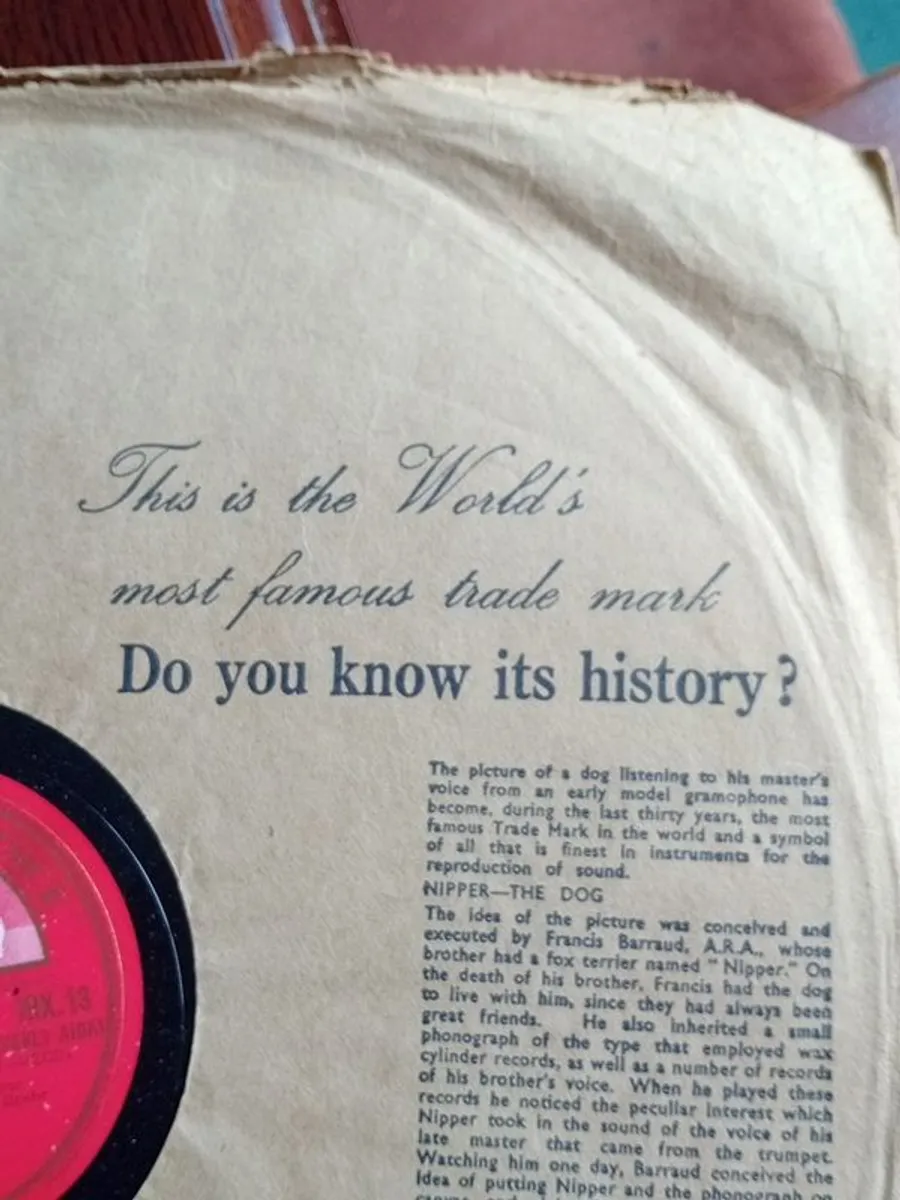 This is the World's
most famous trade mark
Do you know its history?
The picture of a dog listening to his master's
voice from an early model gramophone has
become, during the last thirty years, the most
famous Trade Mark in the world and a symbol
of all that is finest in instruments for the
reproduction of sound.
NIPPER—THE DOG
The idea of the picture was conceived and
executed by Francis Barraud, A.R.A., whose
brother had a fox terrier named "Nipper." On
the death of his brother, Francis had the dog
to live with him, since they had always been
great friends. He also inherited a small
phonograph of the type that employed wax
cylinder records, as well as a number of records
of his brother's voice. When he played these
records he noticed the peculiar interest which
Nipper took in the sound of the voice of his
late master that came from the trumpet.
Watching him one day, Barraud conceived the
idea of putting Nipper and the phonograph